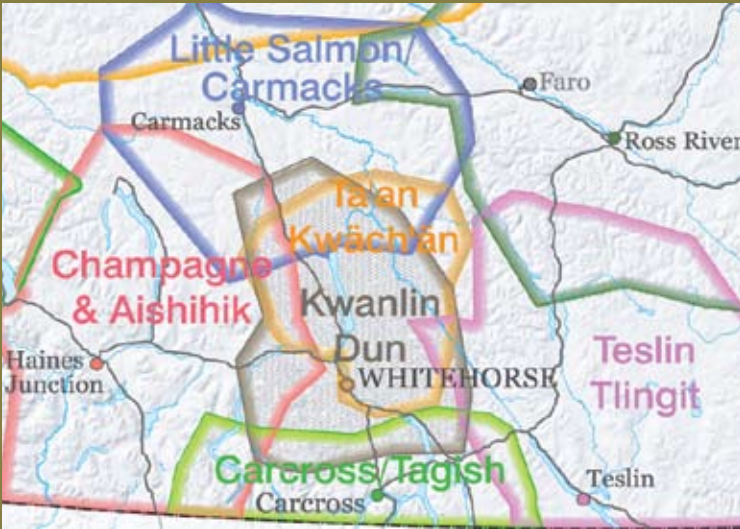 Little Salmon/
Carmacks
Faro
Carmacks
Ross River
Ta'an
Kwäch'än
Champagne
& Aishihik
Kwanlin
Dun
Haines
Junction
WHITEHORSE
Teslin
Tlingit
Carcross/Tagish
Teslin
Carcross